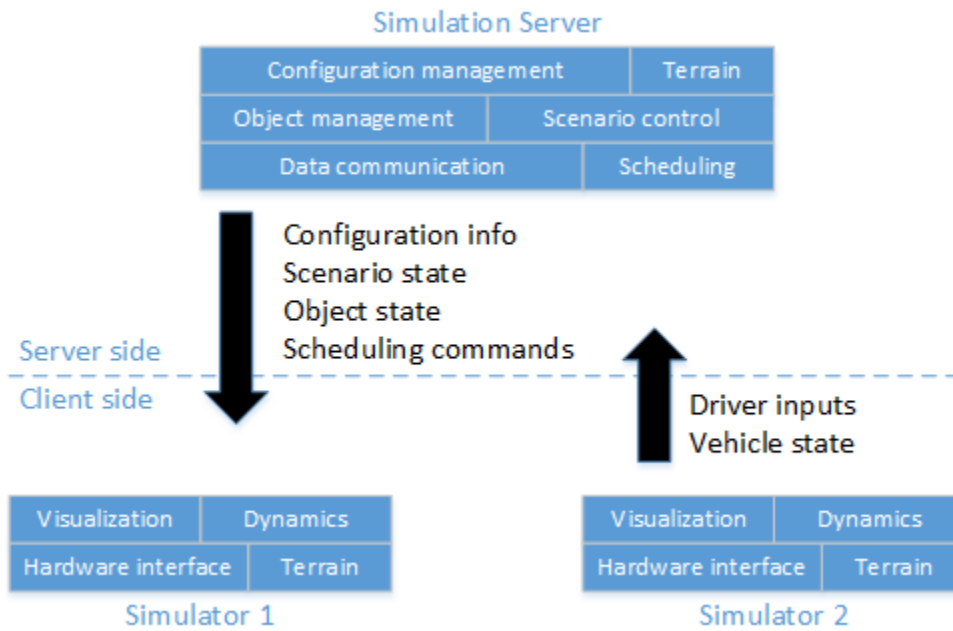 Simulation Server
Configuration management Terrain
Object management Scenario control
Data communication Scheduling
Configuration info
Scenario state
Object state
Scheduling commands
Server side
Client side
Driver inputs
Vehicle state
Visualization Dynamics
Hardware interface Terrain
Simulator 1
Visualization Dynamics
Hardware interface Terrain
Simulator 2